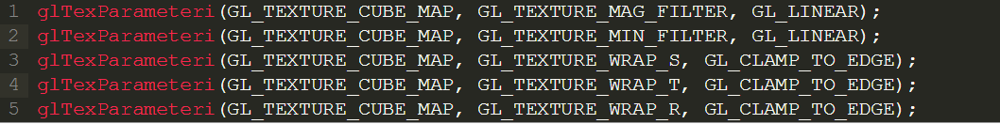 1 glTexParameteri(GL_TEXTURE_CUBE_MAP, GL_TEXTURE_MAG_FILTER, GL_LINEAR);
2 glTexParameteri(GL_TEXTURE_CUBE_MAP, GL_TEXTURE_MIN_FILTER, GL_LINEAR);
3 glTexParameteri(GL_TEXTURE_CUBE_MAP, GL_TEXTURE_WRAP_S, GL_CLAMP_TO_EDGE);
4 glTexParameteri(GL_TEXTURE_CUBE_MAP, GL_TEXTURE_WRAP_T, GL_CLAMP_TO_EDGE);
5 glTexParameteri(GL_TEXTURE_CUBE_MAP, GL_TEXTURE_WRAP_R, GL_CLAMP_TO_EDGE);